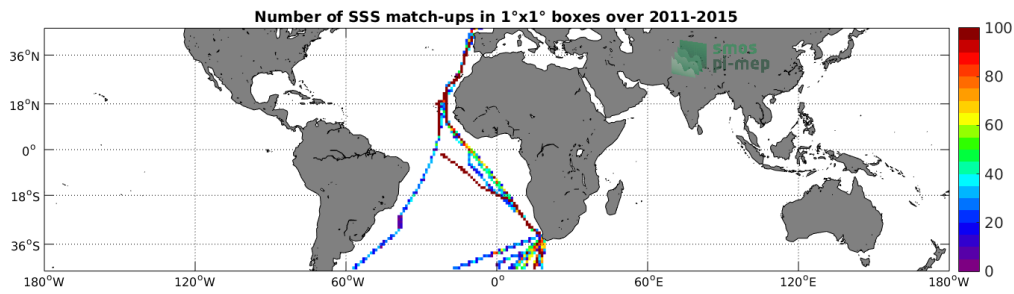 Number of SSS match-ups in 1°x1° boxes over 2011-2015
smos
pi-mep
36°N
18°N
0°
18°S
36°S
180°W
120°W
60°W
0°
60°E
120°E
180°W
100
80
60
40
20
0